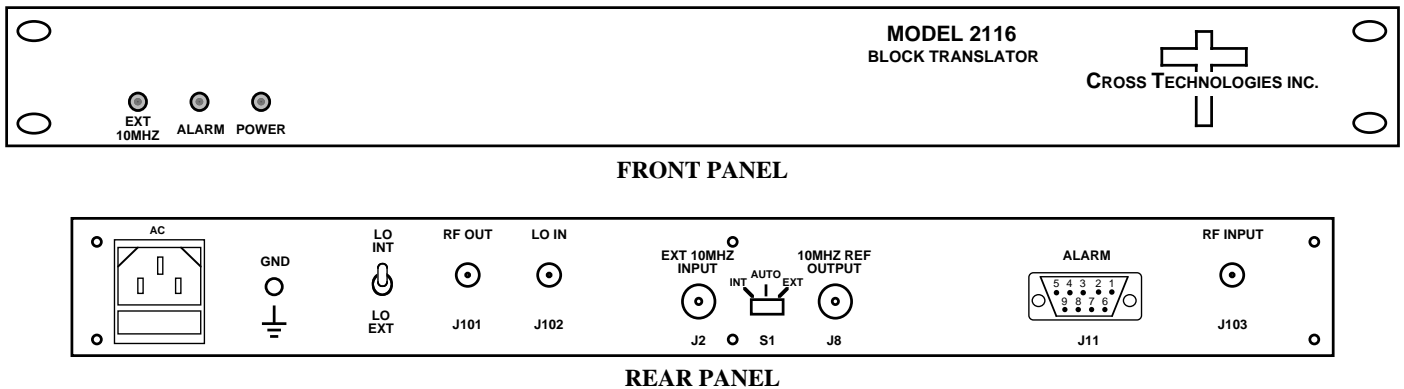 MODEL 2116
BLOCK TRANSLATOR
CROSS TECHNOLOGIES INC.
EXT
10MHZ
ALARM
POWER
FRONT PANEL
AC
GND
LO
INT
LO
EXT
RF OUT
J101
LO IN
J102
EXT 10MHZ
INPUT
J2
INT
AUTO
EXT
S1
10MHZ REF
OUTPUT
J8
ALARM
5 4 3 2 1
9 8 7 6
J11
RF INPUT
J103
REAR PANEL